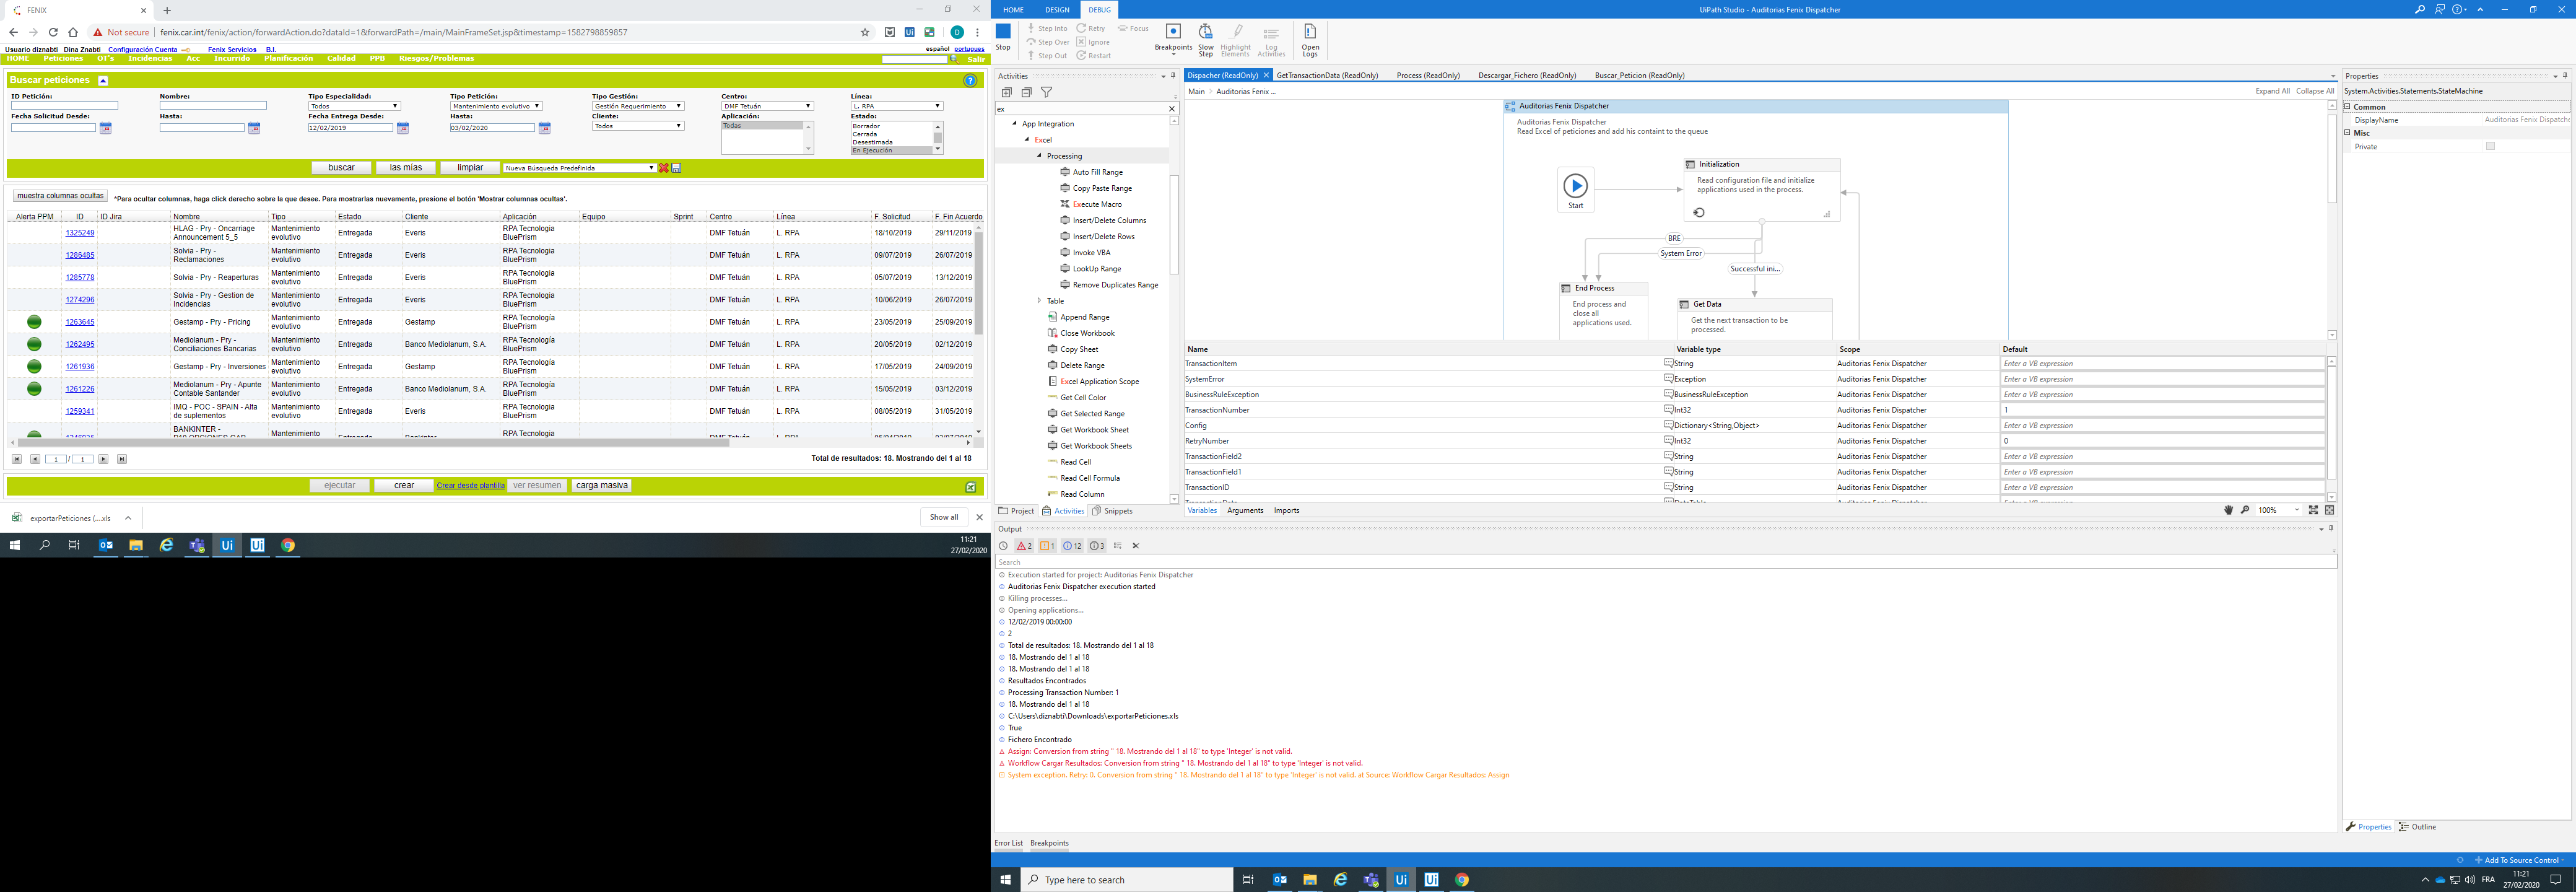 FENIX
Not secure | fenix.car.int/fenix/action/forwardAction.do?dataId=1&forwardPath=/main/MainFrameSet.jsp&timestamp=1582798859857
Usuario diznabti Dina Znabti Configuración Cuenta Fenix Servicios B.I. español portugues
HOME Peticiones OT's Incidencias Acc Incurrido Planificación Calidad PPB Riesgos/Problemas Salir
Buscar peticiones
ID Petición: Nombre: Tipo Especialidad: Tipo Petición: Tipo Gestión: Centro: Línea:
Todos Mantenimiento evolutivo Gestión Requerimiento DMF Tetuán L. RPA
Fecha Solicitud Desde: Hasta: Fecha Entrega Desde: Hasta: Cliente: Aplicación: Estado:
12/02/2019 03/02/2020 Todos Todas Borrador
Cerrada
Desestimada
En Ejecución
buscar las mías limpiar Nueva Búsqueda Predefinida
muestra columnas ocultas *Para ocultar columnas, haga click derecho sobre la que desee. Para mostrarlas nuevamente, presione el botón 'Mostrar columnas ocultas'.
Alerta PPM ID ID Jira Nombre Tipo Estado Cliente Aplicación Equipo Sprint Centro Línea F. Solicitud F. Fin Acuerdo
1325249 HLAG - Pry - Oncarriage Announcement 5_5 Mantenimiento evolutivo Entregada Everis RPA Tecnologia BluePrism DMF Tetuán L. RPA 18/10/2019 29/11/2019
1286485 Solvia - Pry - Reclamaciones Mantenimiento evolutivo Entregada Everis RPA Tecnologia BluePrism DMF Tetuán L. RPA 09/07/2019 26/07/2019
1285778 Solvia - Pry - Reaperturas Mantenimiento evolutivo Entregada Everis RPA Tecnologia BluePrism DMF Tetuán L. RPA 05/07/2019 13/12/2019
1274296 Solvia - Pry - Gestion de Incidencias Mantenimiento evolutivo Entregada Everis RPA Tecnologia BluePrism DMF Tetuán L. RPA 10/06/2019 26/07/2019
1263645 Gestamp - Pry - Pricing Mantenimiento evolutivo Entregada Gestamp RPA Tecnología BluePrism DMF Tetuán L. RPA 23/05/2019 25/09/2019
1262495 Mediolanum - Pry - Conciliaciones Bancarias Mantenimiento evolutivo Entregada Banco Mediolanum, S.A. RPA Tecnología BluePrism DMF Tetuán L. RPA 20/05/2019 02/12/2019
1261936 Gestamp - Pry - Inversiones Mantenimiento evolutivo Entregada Gestamp RPA Tecnología BluePrism DMF Tetuán L. RPA 17/05/2019 24/09/2019
1261226 Mediolanum - Pry - Apunte Contable Santander Mantenimiento evolutivo Entregada Banco Mediolanum, S.A. RPA Tecnología BluePrism DMF Tetuán L. RPA 15/05/2019 03/12/2019
1259341 IMQ - POC - SPAIN - Alta de suplementos Mantenimiento evolutivo Entregada Everis RPA Tecnologia BluePrism DMF Tetuán L. RPA 08/05/2019 31/05/2019
BANKINTER - Mantenimiento RPA Tecnologia
1 / 1 Total de resultados: 18. Mostrando del 1 al 18
ejecutar crear Crear desde plantilla ver resumen carga masiva
exportarPeticiones (....xls Show all
11:21
27/02/2020
HOME DESIGN DEBUG UiPath Studio - Auditorias Fenix Dispatcher
Stop Step Into Step Over Step Out Retry Ignore Restart Focus Breakpoints Slow Step Highlight Elements Log Activities Open Logs
Activities
ex
App Integration
Excel
Processing
Auto Fill Range
Copy Paste Range
Execute Macro
Insert/Delete Columns
Insert/Delete Rows
Invoke VBA
LookUp Range
Remove Duplicates Range
Table
Append Range
Close Workbook
Copy Sheet
Delete Range
Excel Application Scope
Get Cell Color
Get Selected Range
Get Workbook Sheet
Get Workbook Sheets
Read Cell
Read Cell Formula
Read Column
Project Activities Snippets
Dispacher (ReadOnly) GetTransactionData (ReadOnly) Process (ReadOnly) Descargar_Fichero (ReadOnly) Buscar_Peticion (ReadOnly)
Main > Auditorias Fenix ... Expand All Collapse All
Auditorias Fenix Dispatcher
Auditorias Fenix Dispatcher
Read Excel of peticiones and add his containt to the queue
Start
Initialization
Read configuration file and initialize applications used in the process.
BRE
System Error
Successful ini...
End Process
End process and close all applications used.
Get Data
Get the next transaction to be processed.
Name Variable type Scope Default
TransactionItem String Auditorias Fenix Dispatcher Enter a VB expression
SystemError Exception Auditorias Fenix Dispatcher Enter a VB expression
BusinessRuleException BusinessRuleException Auditorias Fenix Dispatcher Enter a VB expression
TransactionNumber Int32 Auditorias Fenix Dispatcher 1
Config Dictionary<String,Object> Auditorias Fenix Dispatcher Enter a VB expression
RetryNumber Int32 Auditorias Fenix Dispatcher 0
TransactionField2 String Auditorias Fenix Dispatcher Enter a VB expression
TransactionField1 String Auditorias Fenix Dispatcher Enter a VB expression
TransactionID String Auditorias Fenix Dispatcher Enter a VB expression
Variables Arguments Imports 100%
Output
2 1 12 3
Search
Execution started for project: Auditorias Fenix Dispatcher
Auditorias Fenix Dispatcher execution started
Killing processes...
Opening applications...
12/02/2019 00:00:00
2
Total de resultados: 18. Mostrando del 1 al 18
18. Mostrando del 1 al 18
18. Mostrando del 1 al 18
Resultados Encontrados
Processing Transaction Number: 1
18. Mostrando del 1 al 18
C:\Users\diznabti\Downloads\exportarPeticiones.xls
True
Fichero Encontrado
Assign: Conversion from string " 18. Mostrando del 1 al 18" to type 'Integer' is not valid.
Workflow Cargar Resultados: Conversion from string " 18. Mostrando del 1 al 18" to type 'Integer' is not valid.
System exception. Retry: 0. Conversion from string " 18. Mostrando del 1 al 18" to type 'Integer' is not valid. at Source: Workflow Cargar Resultados: Assign
Error List Breakpoints
Properties
System.Activities.Statements.StateMachine
Common
DisplayName Auditorias Fenix Dispatche
Misc
Private
Properties Outline
Add To Source Control
Type here to search
FRA 11:21
27/02/2020